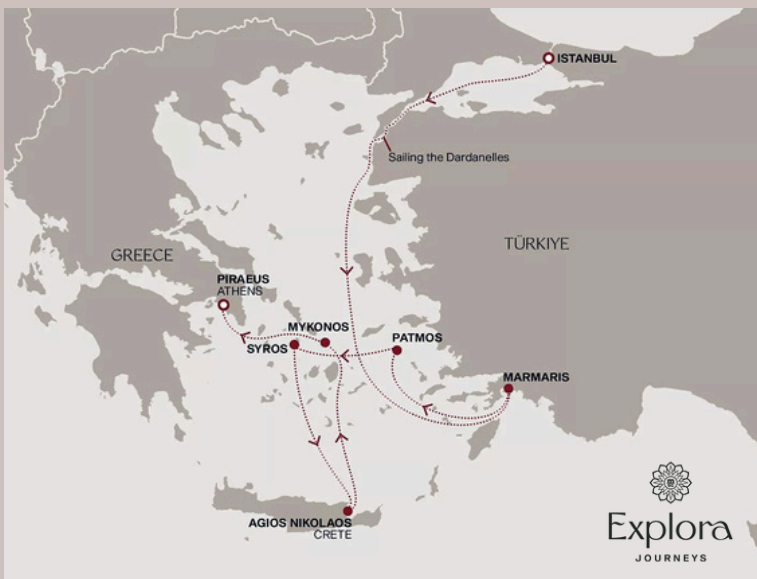 ISTANBUL
Sailing the Dardanelles
GREECE
TÜRKIYE
PIRAEUS
ATHENS
MYKONOS
SYROS
PATMOS
MARMARIS
AGIOS NIKOLAOS
CRETE
Explora
JOURNEYS